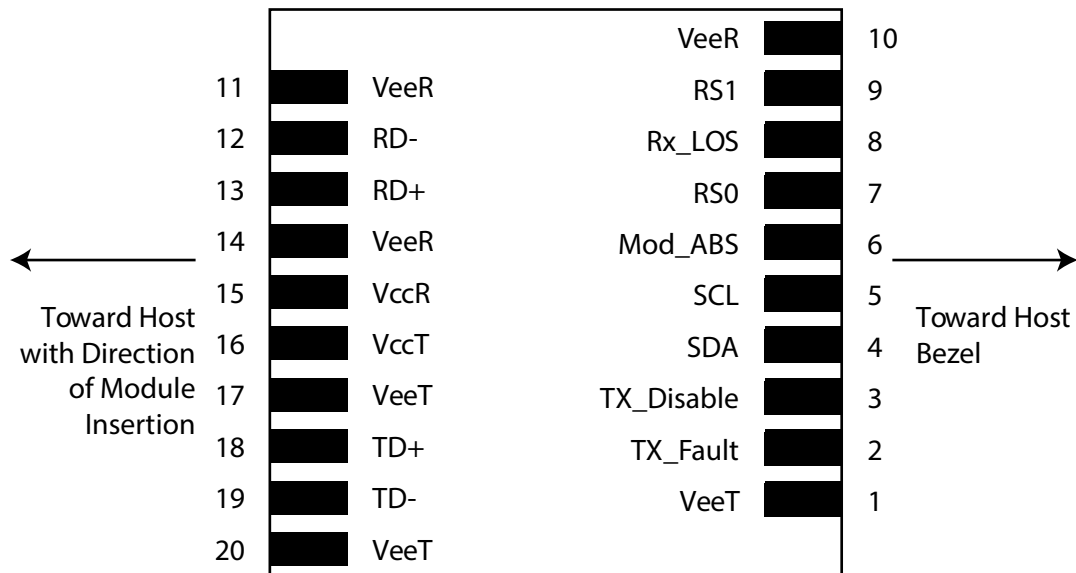 VeeR 10
11 VeeR RS1 9
12 RD- Rx_LOS 8
13 RD+ RS0 7
14 VeeR Mod_ABS 6
15 VccR SCL 5
16 VccT SDA 4
17 VeeT TX_Disable 3
18 TD+ TX_Fault 2
19 TD- VeeT 1
20 VeeT
Toward Host
with Direction
of Module
Insertion
Toward Host
Bezel